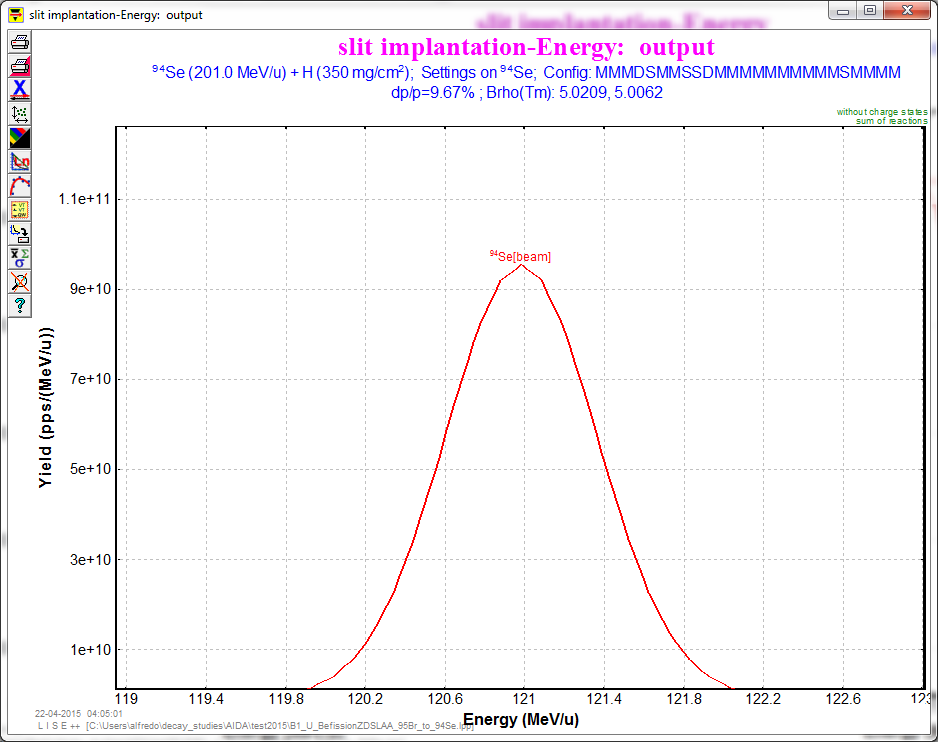 slit implantation-Energy: output
slit implantation-Energy: output
⁹⁴Se (201.0 MeV/u) + H (350 mg/cm²); Settings on ⁹⁴Se; Config: MMMDSMMSSDMMMMMMMMMMSMMMM
dp/p=9.67% ; Brho(Tm): 5.0209, 5.0062
without charge states
sum of reactions
1.1e+11
⁹⁴Se[beam]
9e+10
7e+10
Yield (pps/(MeV/u))
5e+10
3e+10
1e+10
119 119.4 119.8 120.2 120.6 121 121.4 121.8 122.2 122.6 123
Energy (MeV/u)
22-04-2015 04:05:01
L I S E ++ [C:\Users\alfredo\decay_studies\AIDA\test2015\B1_U_BefissionZDSLAA_95Br_to_94Se.lpp]